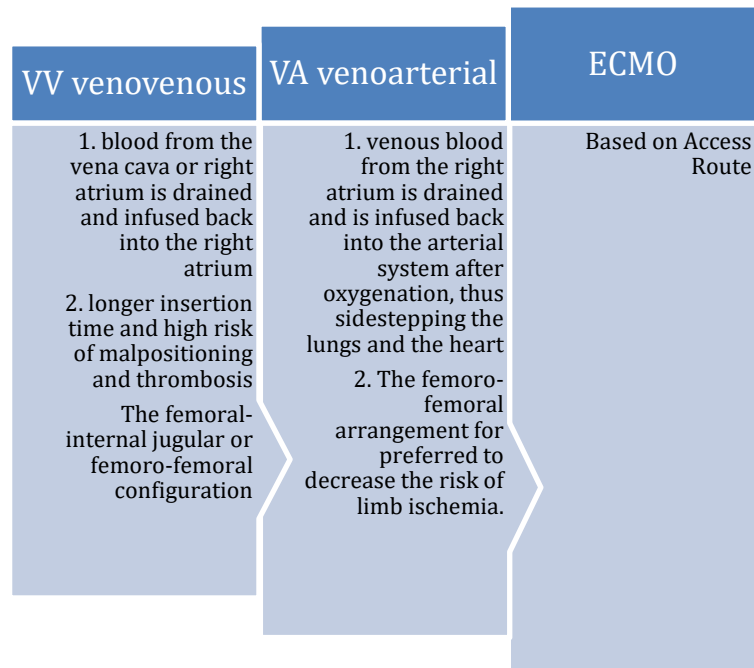 VV venovenous
1. blood from the
vena cava or right
atrium is drained
and infused back
into the right
atrium
2. longer insertion
time and high risk
of malpositioning
and thrombosis
The femoral-
internal jugular or
femoro-femoral
configuration
VA venoarterial
1. venous blood
from the right
atrium is drained
and is infused back
into the arterial
system after
oxygenation, thus
sidestepping the
lungs and the heart
2. The femoro-
femoral
arrangement for
preferred to
decrease the risk of
limb ischemia.
ECMO
Based on Access
Route